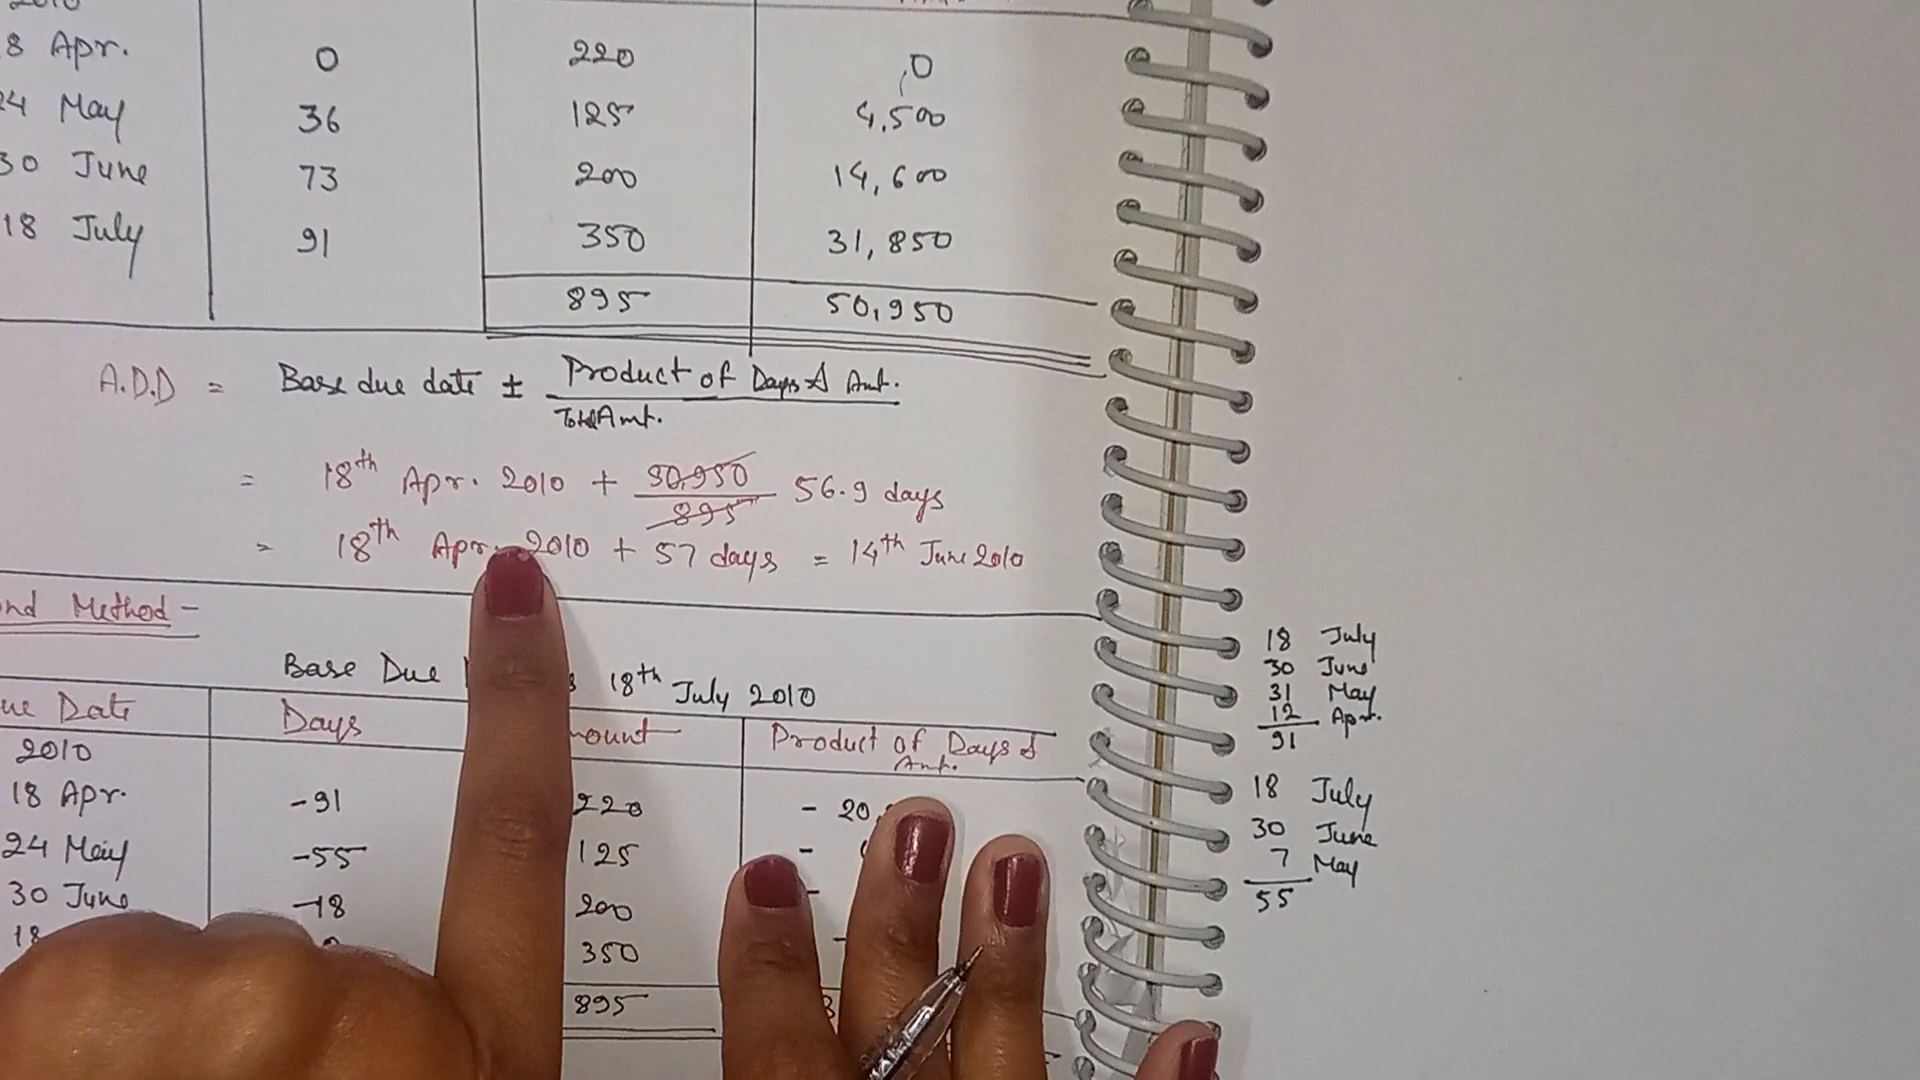 2010
8 Apr. 0 220 0
24 May 36 125 4,500
30 June 73 200 14,600
18 July 91 350 31,850
895 50,950
A.D.D = Base due date ± Product of Days & Amt.
Total Amt.
= 18th Apr. 2010 + 50,950 56.9 days
895
= 18th Apr. 2010 + 57 days = 14th June 2010
nd Method -
Base Due 18th July 2010
ue Date Days mount Product of Days &
Amt.
2010
18 Apr. -91 220 - 20,
24 May -55 125 -
30 June -18 200 -
18 350 -
895
18 July
30 June
31 May
12 Apr.
91
18 July
30 June
7 May
55